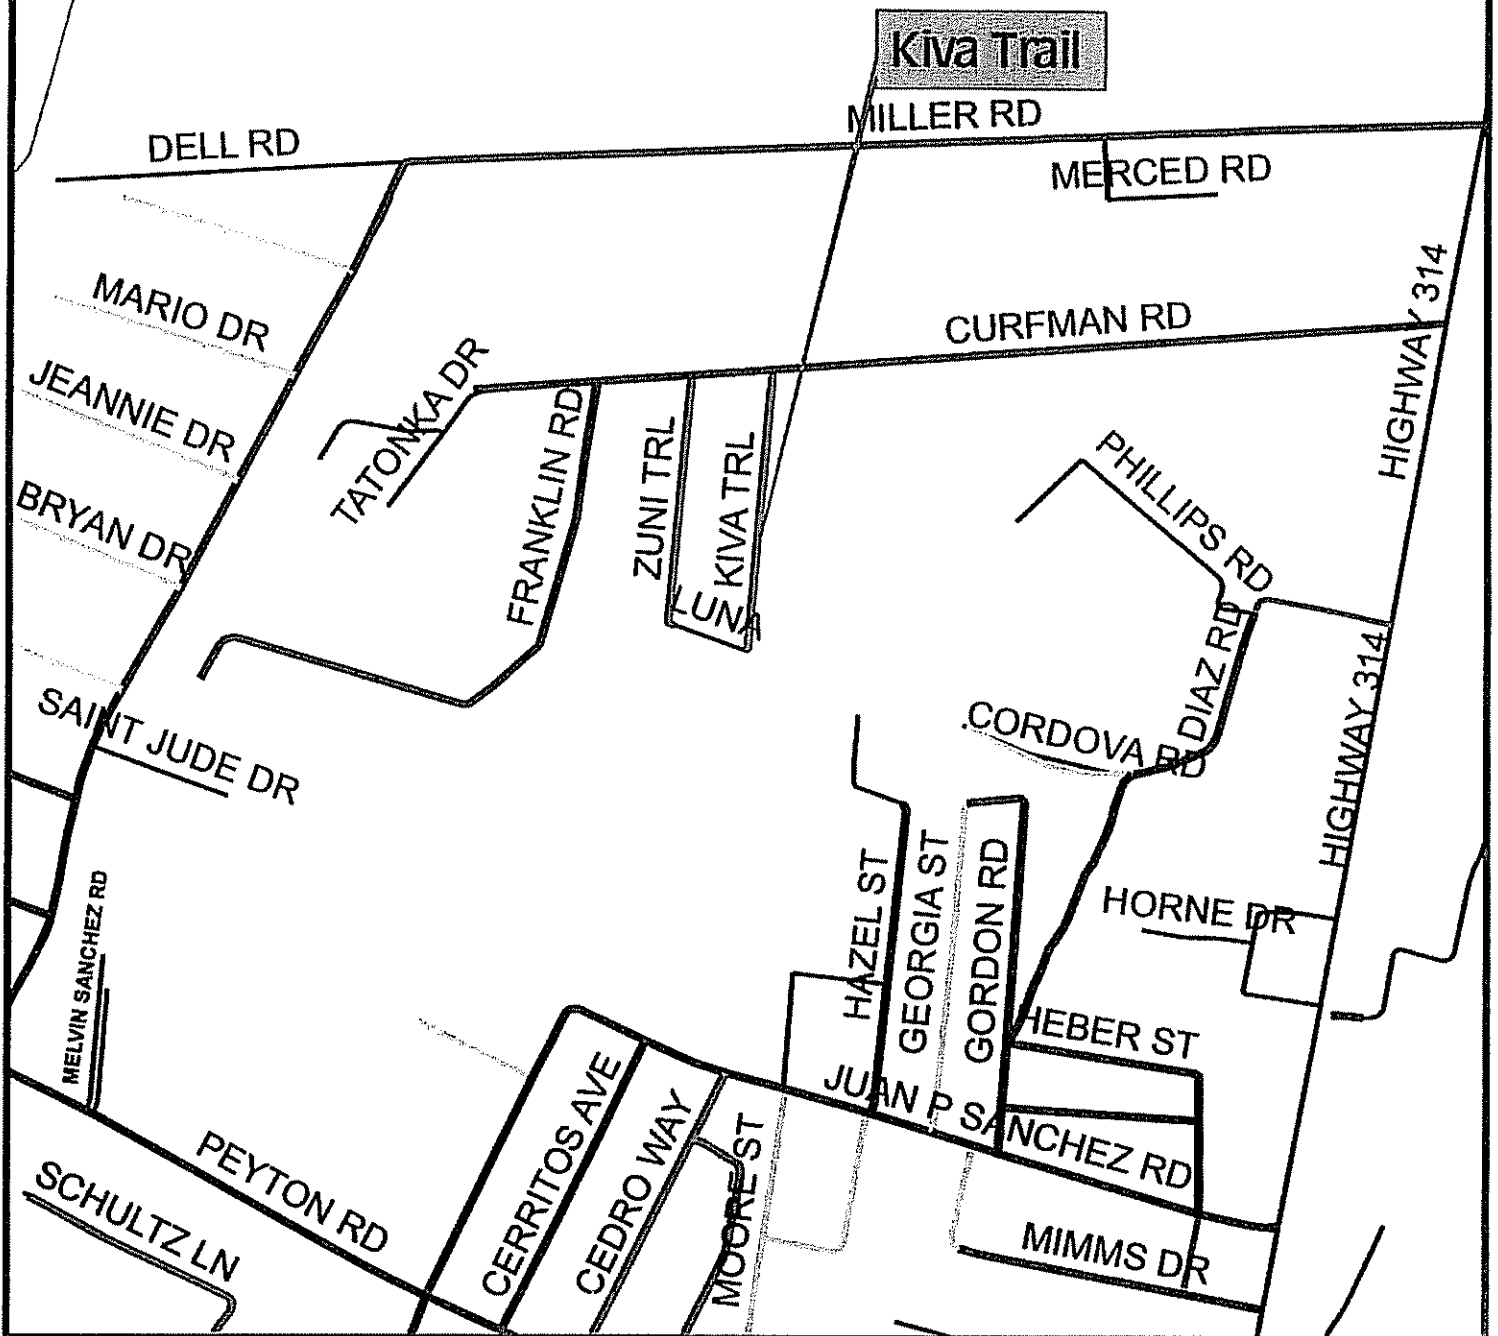 Kiva Trail
MILLER RD
DELL RD
MERCED RD
MARIO DR
HIGHWAY 314
CURFMAN RD
JEANNIE DR
TATONKA DR
FRANKLIN RD
ZUNI TRL
KIVA TRL
PHILLIPS RD
BRYAN DR
LUNA
DIAZ RD
SAINT JUDE DR
CORDOVA RD
HIGHWAY 314
HAZEL ST
GEORGIA ST
GORDON RD
HORNE DR
MELVIN SANCHEZ RD
HEBER ST
JUAN P SANCHEZ RD
CERRITOS AVE
CEDRO WAY
MOORE ST
PEYTON RD
SCHULTZ LN
MIMMS DR